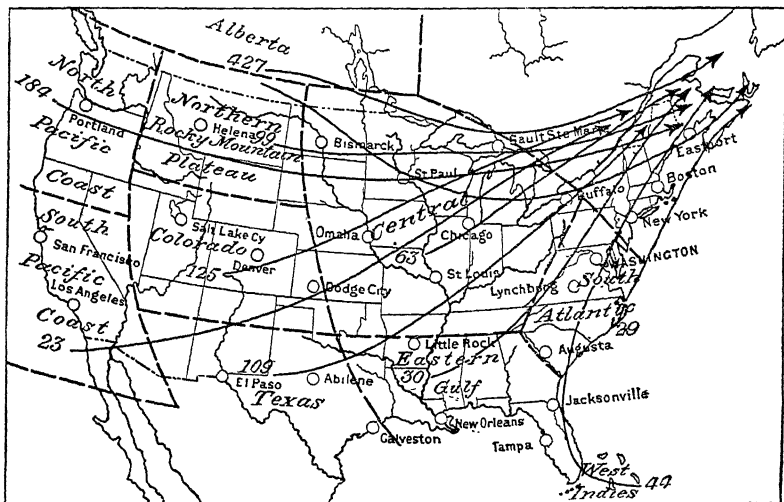 Alberta
427
North
184
Pacific
Coast
Portland
Northern
Helena 99
Rocky Mountain
Plateau
Bismarck
Sault Ste Marie
St Paul
Eastport
Boston
Buffalo
New York
WASHINGTON
South
Pacific
Coast
23
San Francisco
Los Angeles
Salt Lake Cy
Colorado
Denver
125
Omaha
Central
Chicago
63
St Louis
Dodge City
Lynchburg
South
Atlantic
29
Little Rock
Eastern
30
Gulf
Augusta
109
El Paso
Abilene
Texas
New Orleans
Galveston
Jacksonville
Tampa
West
Indies
44